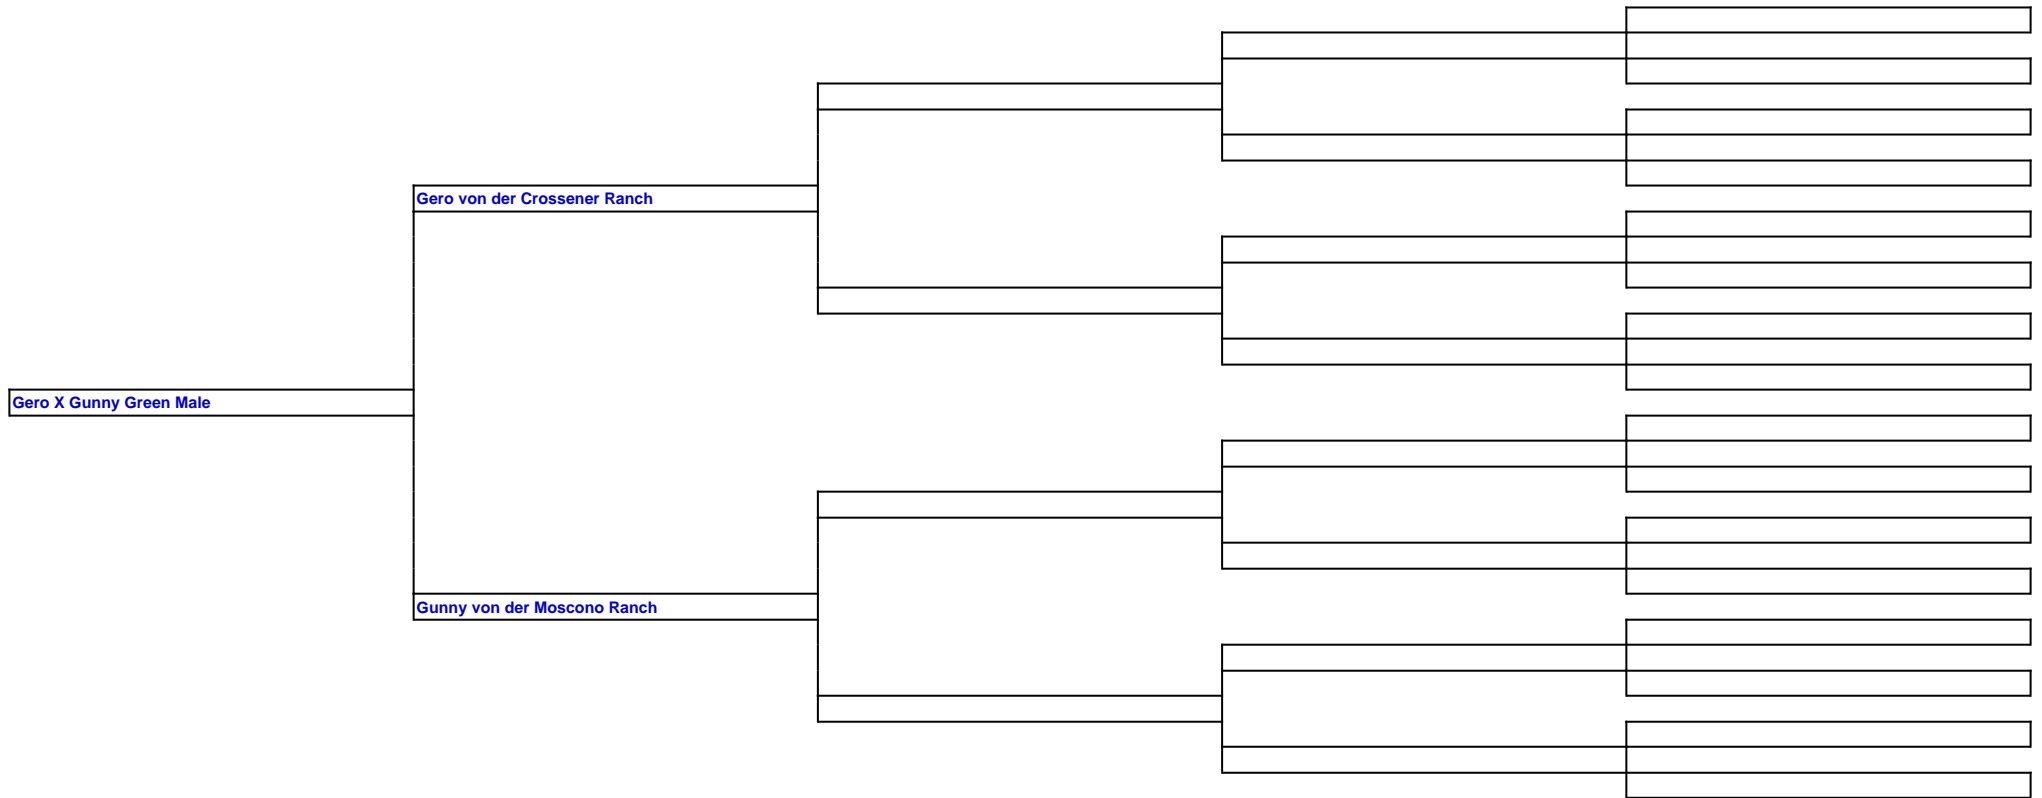 Gero von der Crossener Ranch
Gero X Gunny Green Male
Gunny von der Moscono Ranch